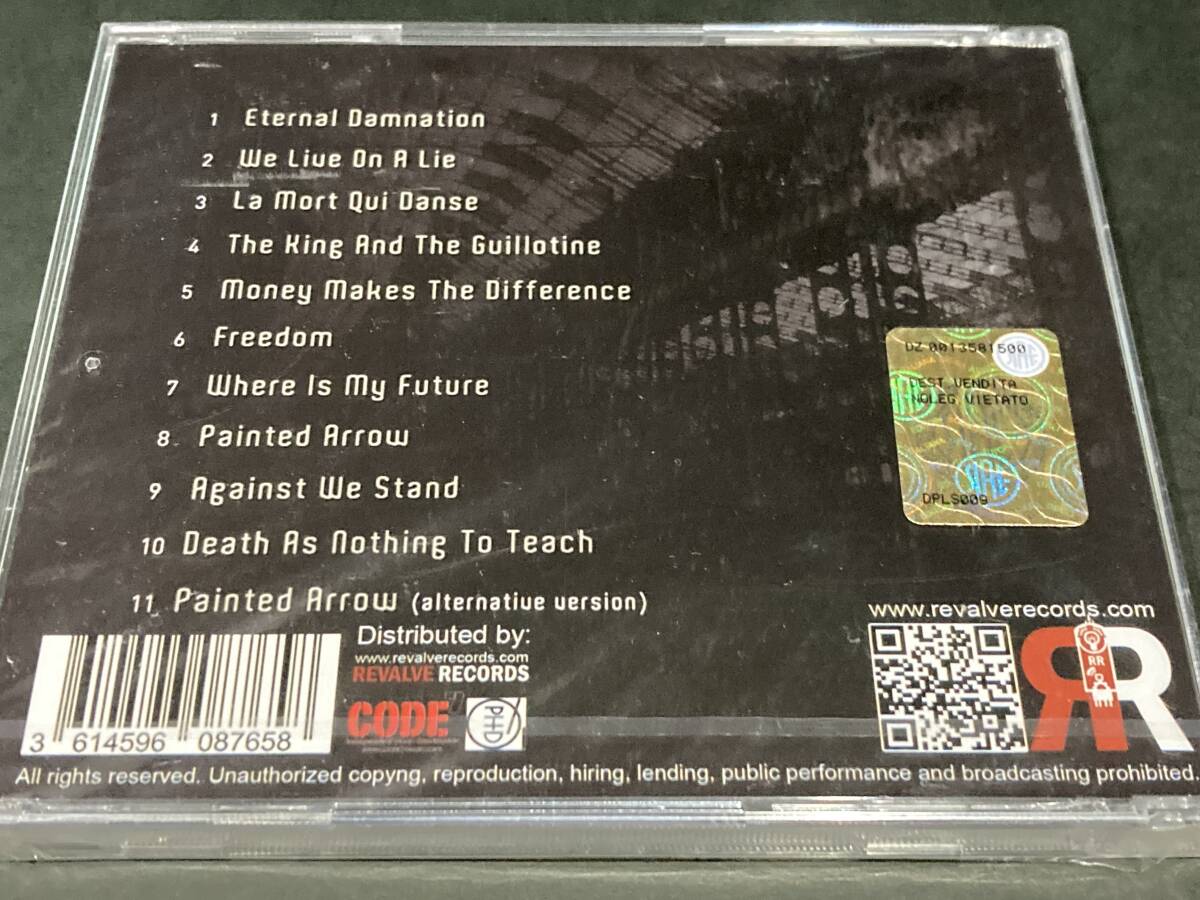 1 Eternal Damnation
2 We Live On A Lie
3 La Mort Qui Danse
4 The King And The Guillotine
5 Money Makes The Difference
6 Freedom
7 Where Is My Future
8 Painted Arrow
9 Against We Stand
10 Death As Nothing To Teach
11 Painted Arrow (alternative version)
DZ 0013581500
DEST VENDITA
NOLEG VIETATO
DPLS009
Distributed by:
www.revalverecords.com
REVALVE RECORDS
CODE7
PHD
3 614596 087658
www.revalverecords.com
RR
RR
All rights reserved. Unauthorized copyng, reproduction, hiring, lending, public performance and broadcasting prohibited.